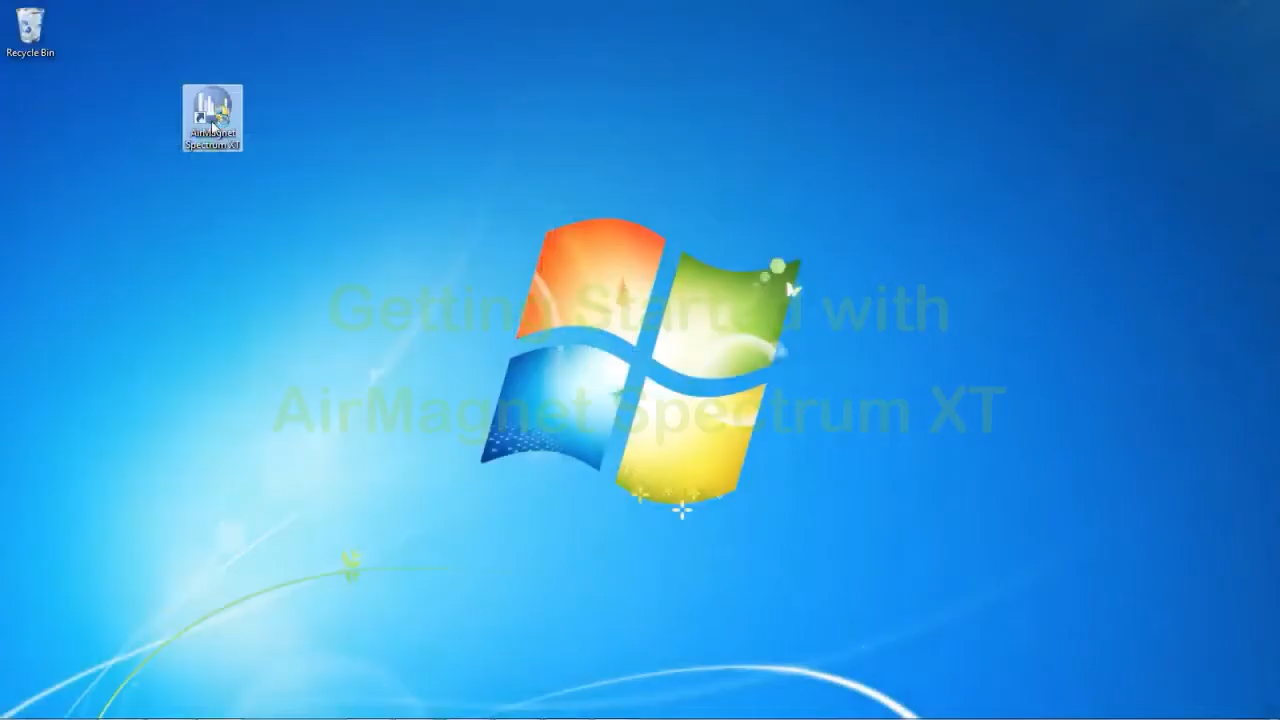 Recycle Bin
AirMagnet
Spectrum XT
Getting Started with
AirMagnet Spectrum XT